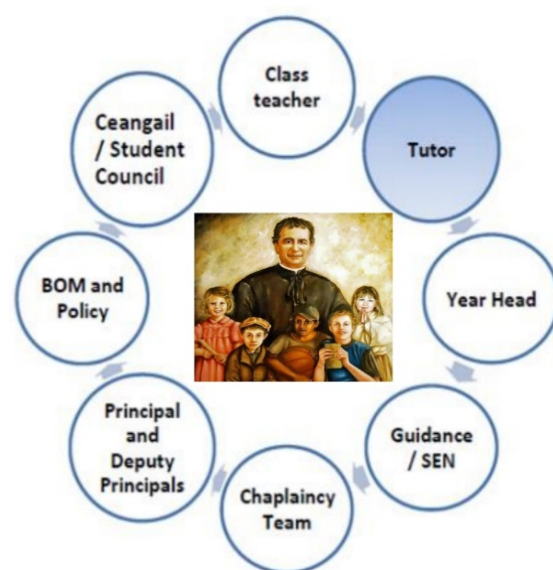 Class
teacher
Tutor
Year Head
Guidance
/ SEN
Chaplaincy
Team
Principal
and
Deputy
Principals
BOM and
Policy
Ceangail
/ Student
Council